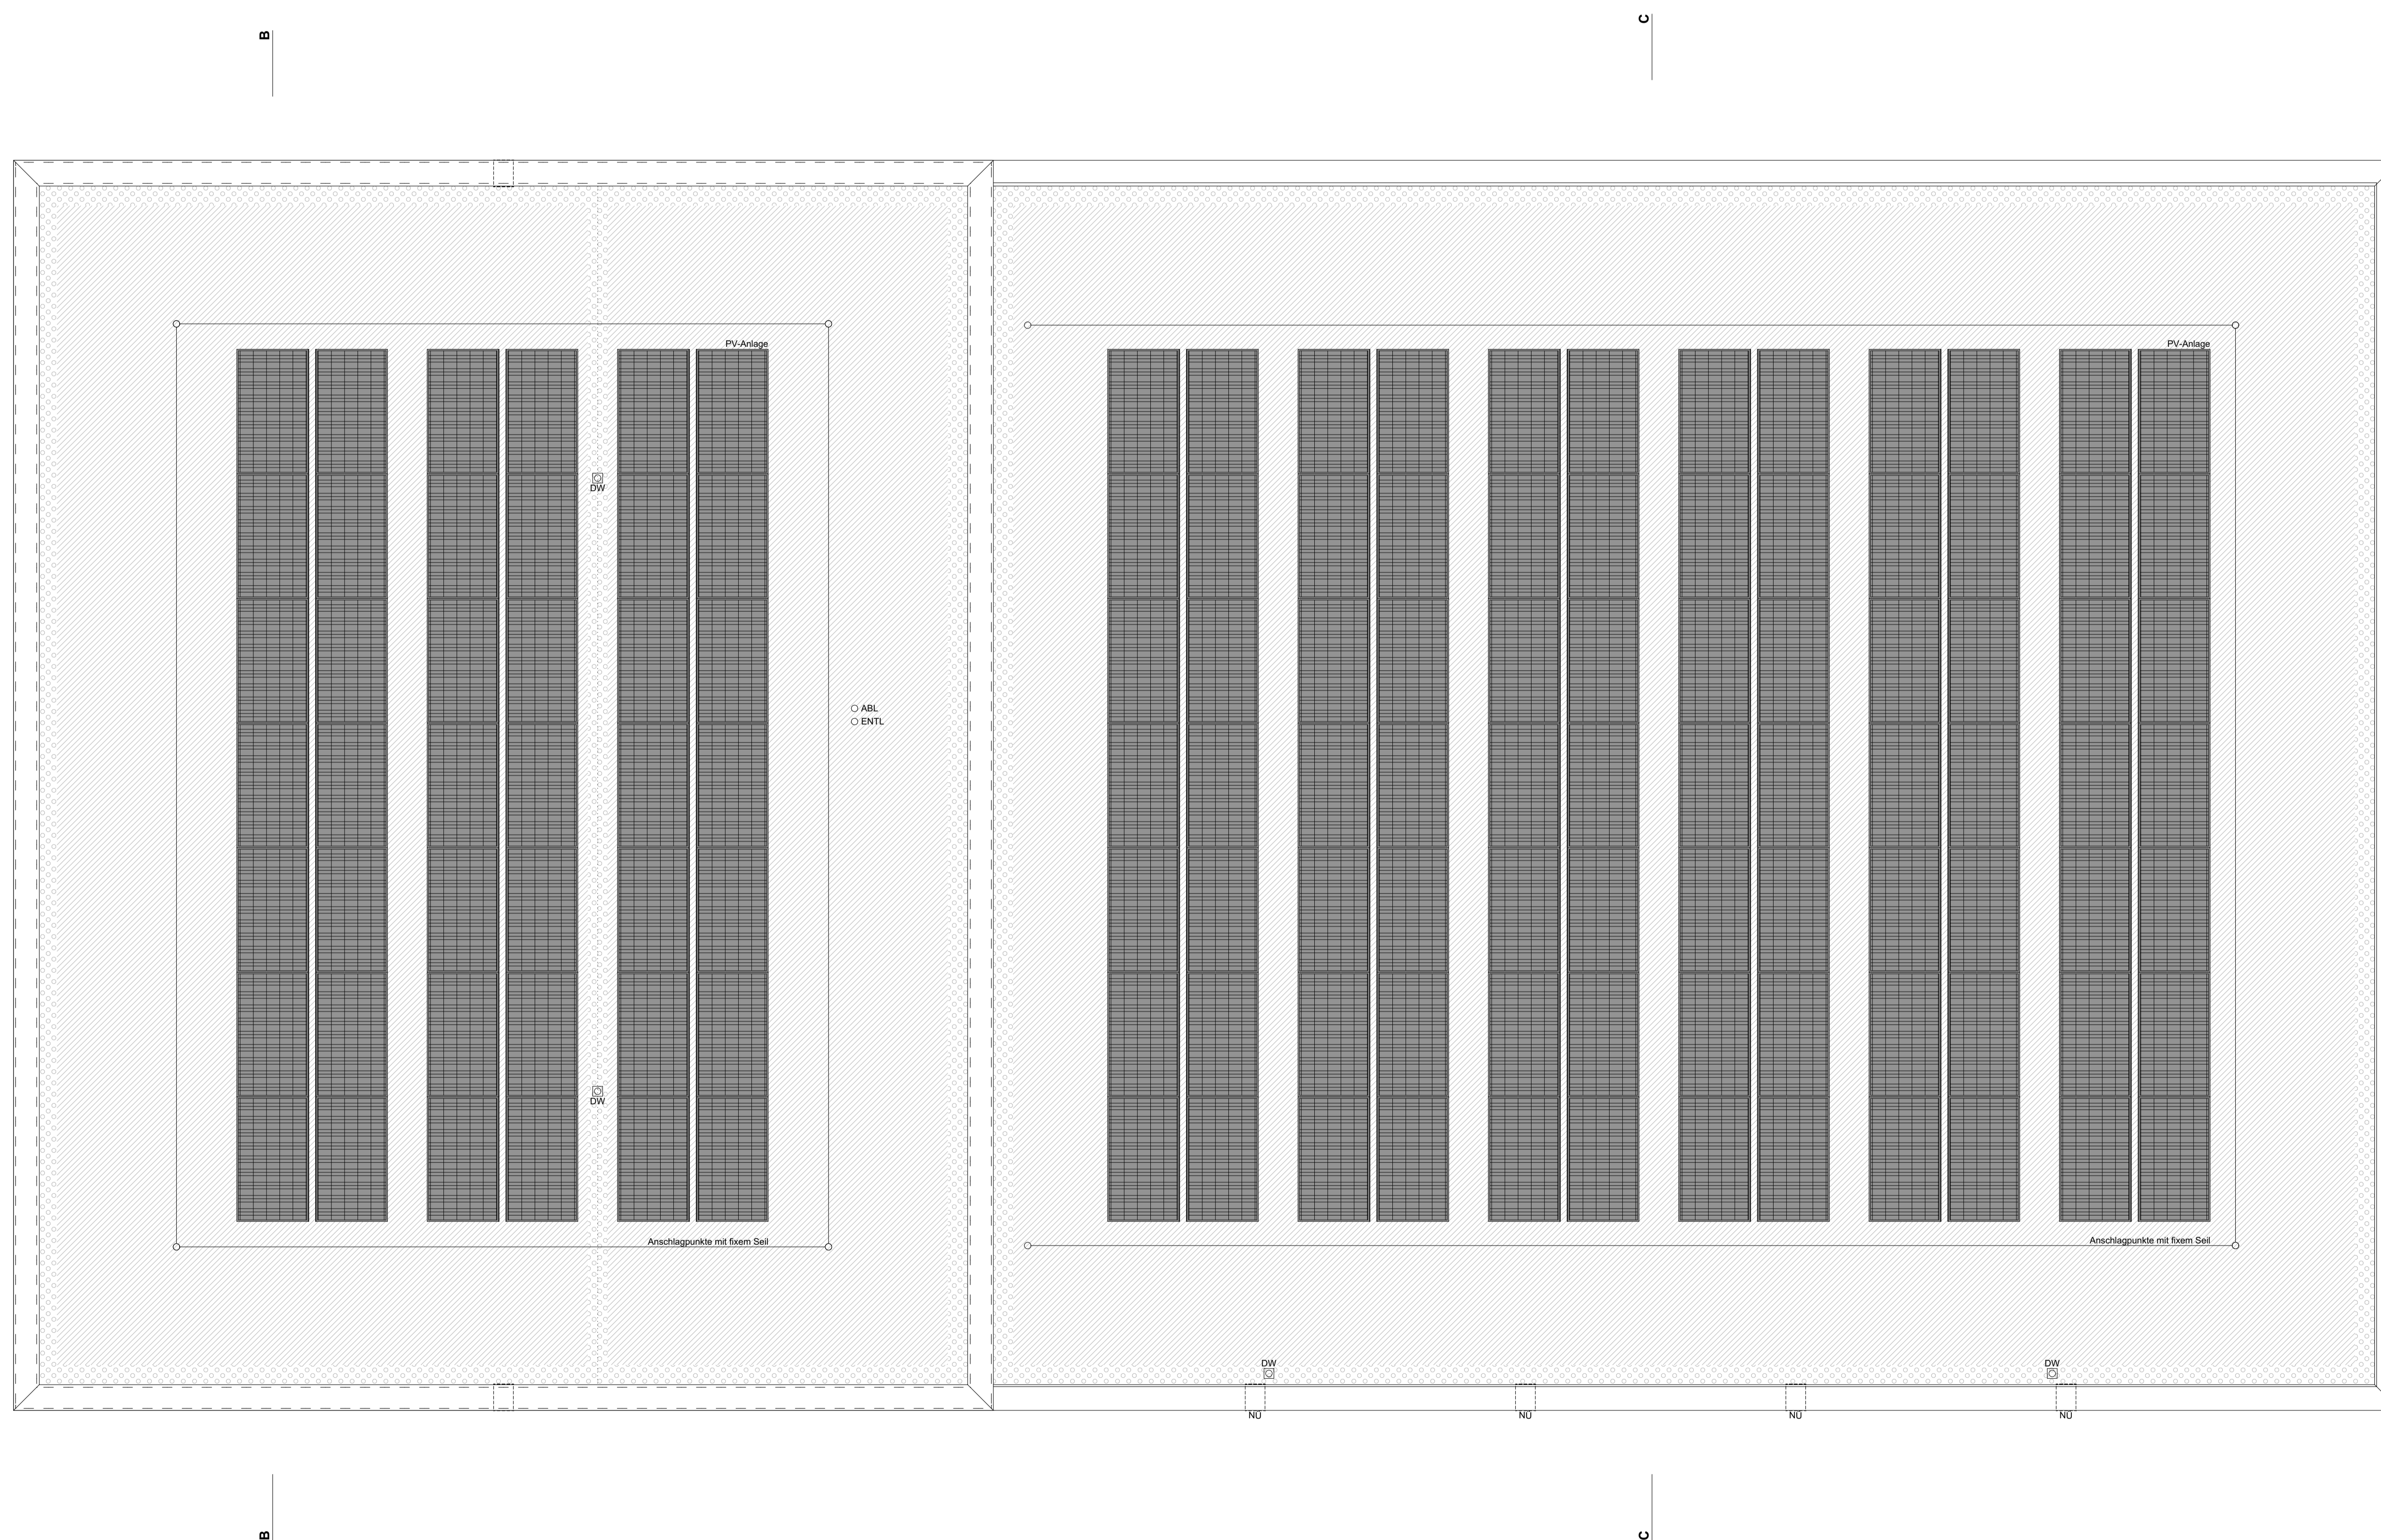 B
C
PV-Anlage
PV-Anlage
DW
ABL
ENTL
DW
Anschlagpunkte mit fixem Seil
Anschlagpunkte mit fixem Seil
DW
DW
NÜ
NÜ
NÜ
NÜ
B
C